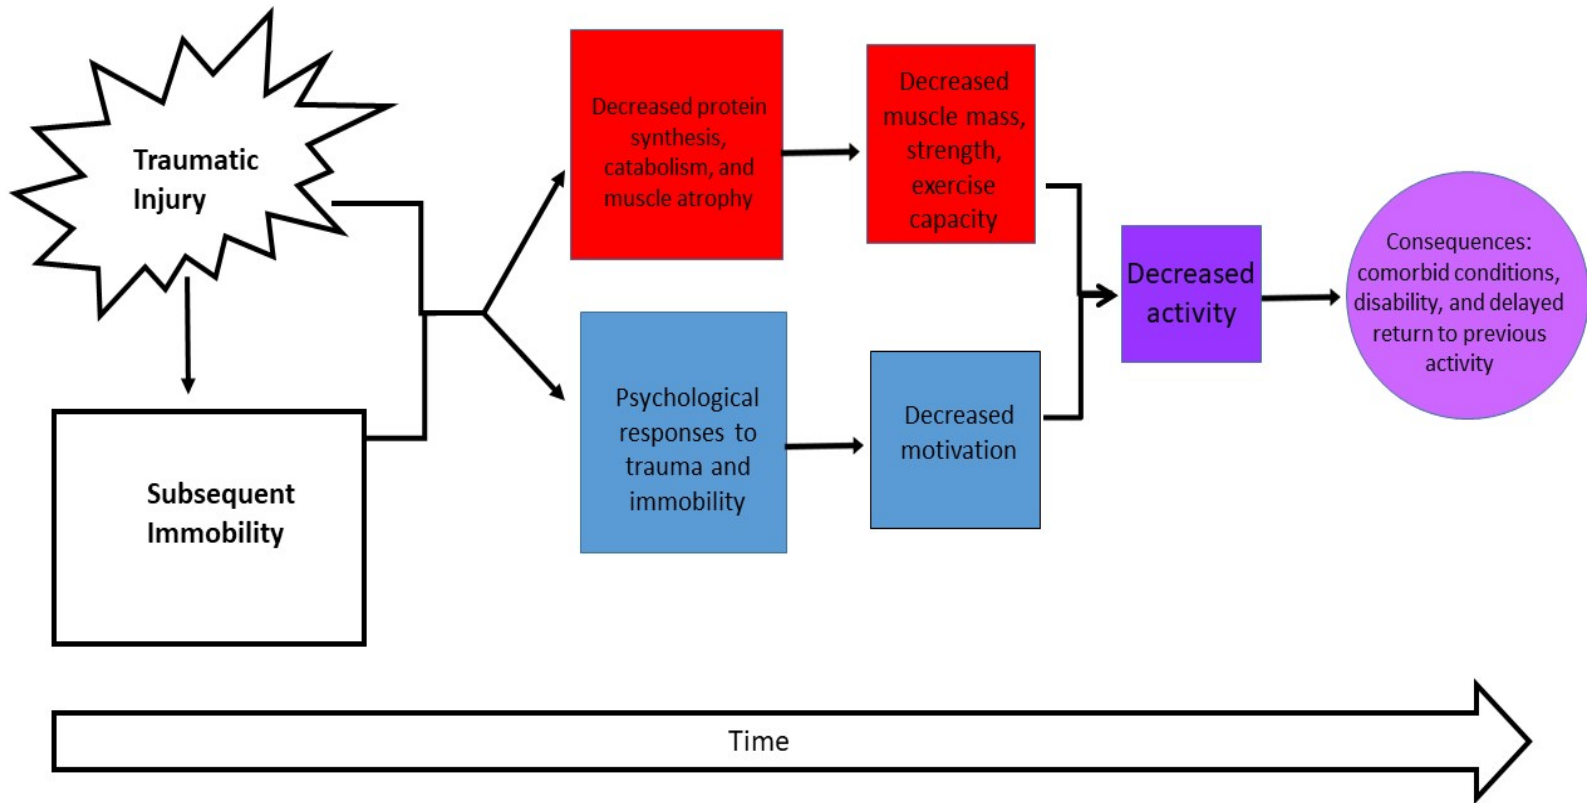 Traumatic
Injury
Subsequent
Immobility
Decreased protein
synthesis,
catabolism, and
muscle atrophy
Decreased
muscle mass,
strength,
exercise
capacity
Psychological
responses to
trauma and
immobility
Decreased
motivation
Decreased
activity
Consequences:
comorbid conditions,
disability, and delayed
return to previous
activity
Time